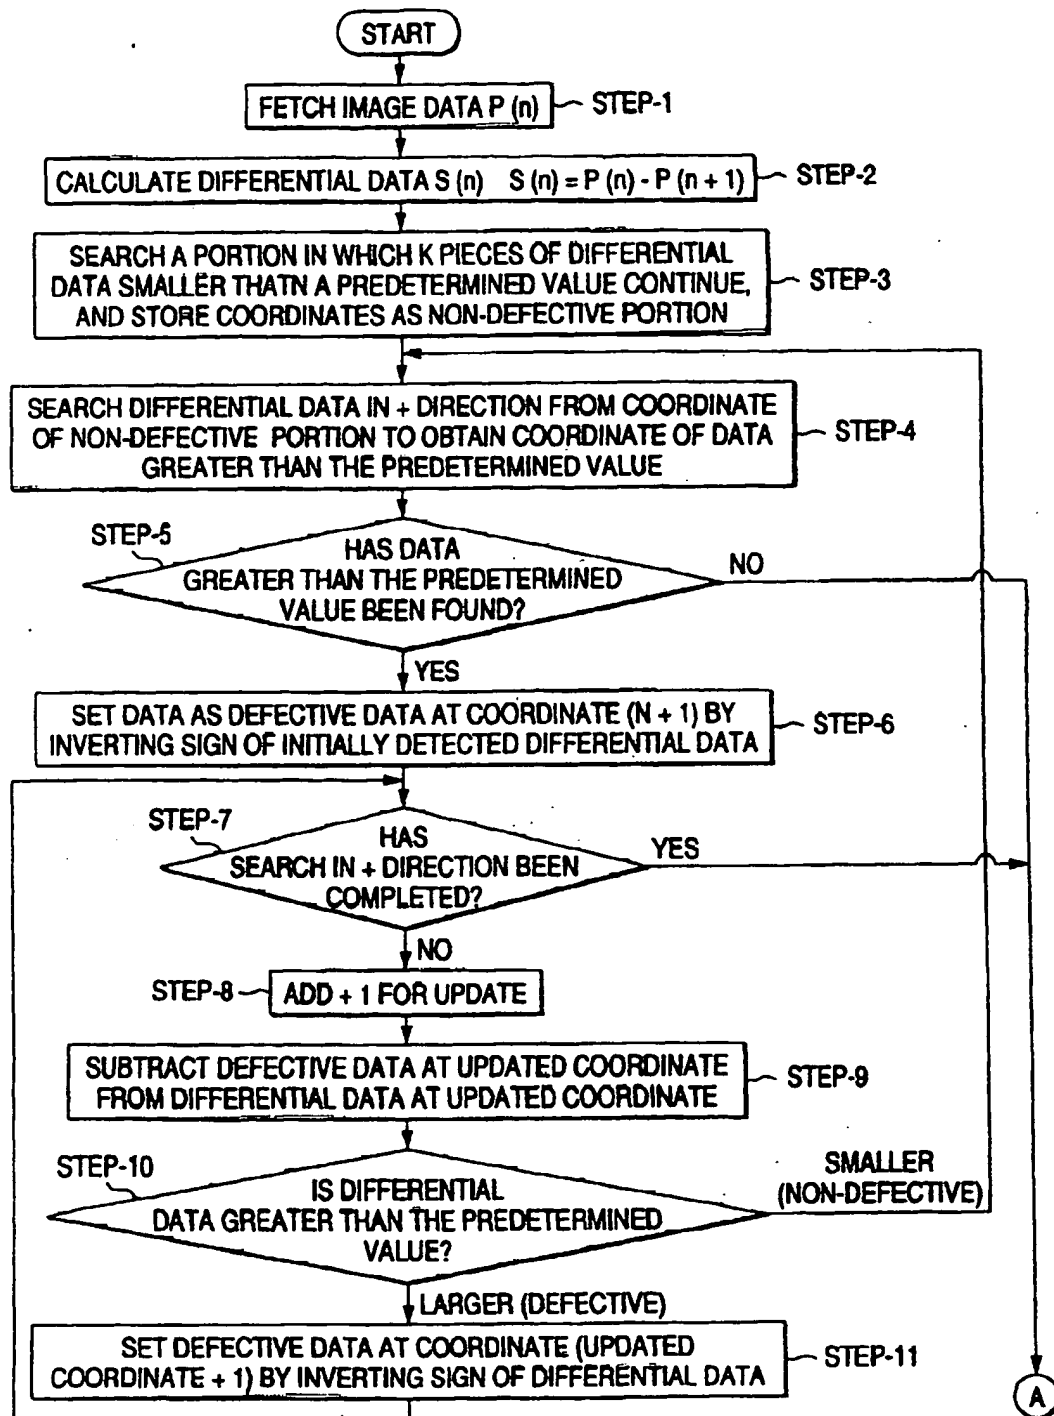 START
FETCH IMAGE DATA P (n)
STEP-1
CALCULATE DIFFERENTIAL DATA S (n) S (n) = P (n) - P (n + 1)
STEP-2
SEARCH A PORTION IN WHICH K PIECES OF DIFFERENTIAL
DATA SMALLER THATN A PREDETERMINED VALUE CONTINUE,
AND STORE COORDINATES AS NON-DEFECTIVE PORTION
STEP-3
SEARCH DIFFERENTIAL DATA IN + DIRECTION FROM COORDINATE
OF NON-DEFECTIVE PORTION TO OBTAIN COORDINATE OF DATA
GREATER THAN THE PREDETERMINED VALUE
STEP-4
STEP-5
HAS DATA
GREATER THAN THE PREDETERMINED
VALUE BEEN FOUND?
NO
YES
SET DATA AS DEFECTIVE DATA AT COORDINATE (N + 1) BY
INVERTING SIGN OF INITIALLY DETECTED DIFFERENTIAL DATA
STEP-6
STEP-7
HAS
SEARCH IN + DIRECTION BEEN
COMPLETED?
YES
NO
STEP-8
ADD + 1 FOR UPDATE
SUBTRACT DEFECTIVE DATA AT UPDATED COORDINATE
FROM DIFFERENTIAL DATA AT UPDATED COORDINATE
STEP-9
STEP-10
IS DIFFERENTIAL
DATA GREATER THAN THE PREDETERMINED
VALUE?
SMALLER
(NON-DEFECTIVE)
LARGER (DEFECTIVE)
SET DEFECTIVE DATA AT COORDINATE (UPDATED
COORDINATE + 1) BY INVERTING SIGN OF DIFFERENTIAL DATA
STEP-11
A